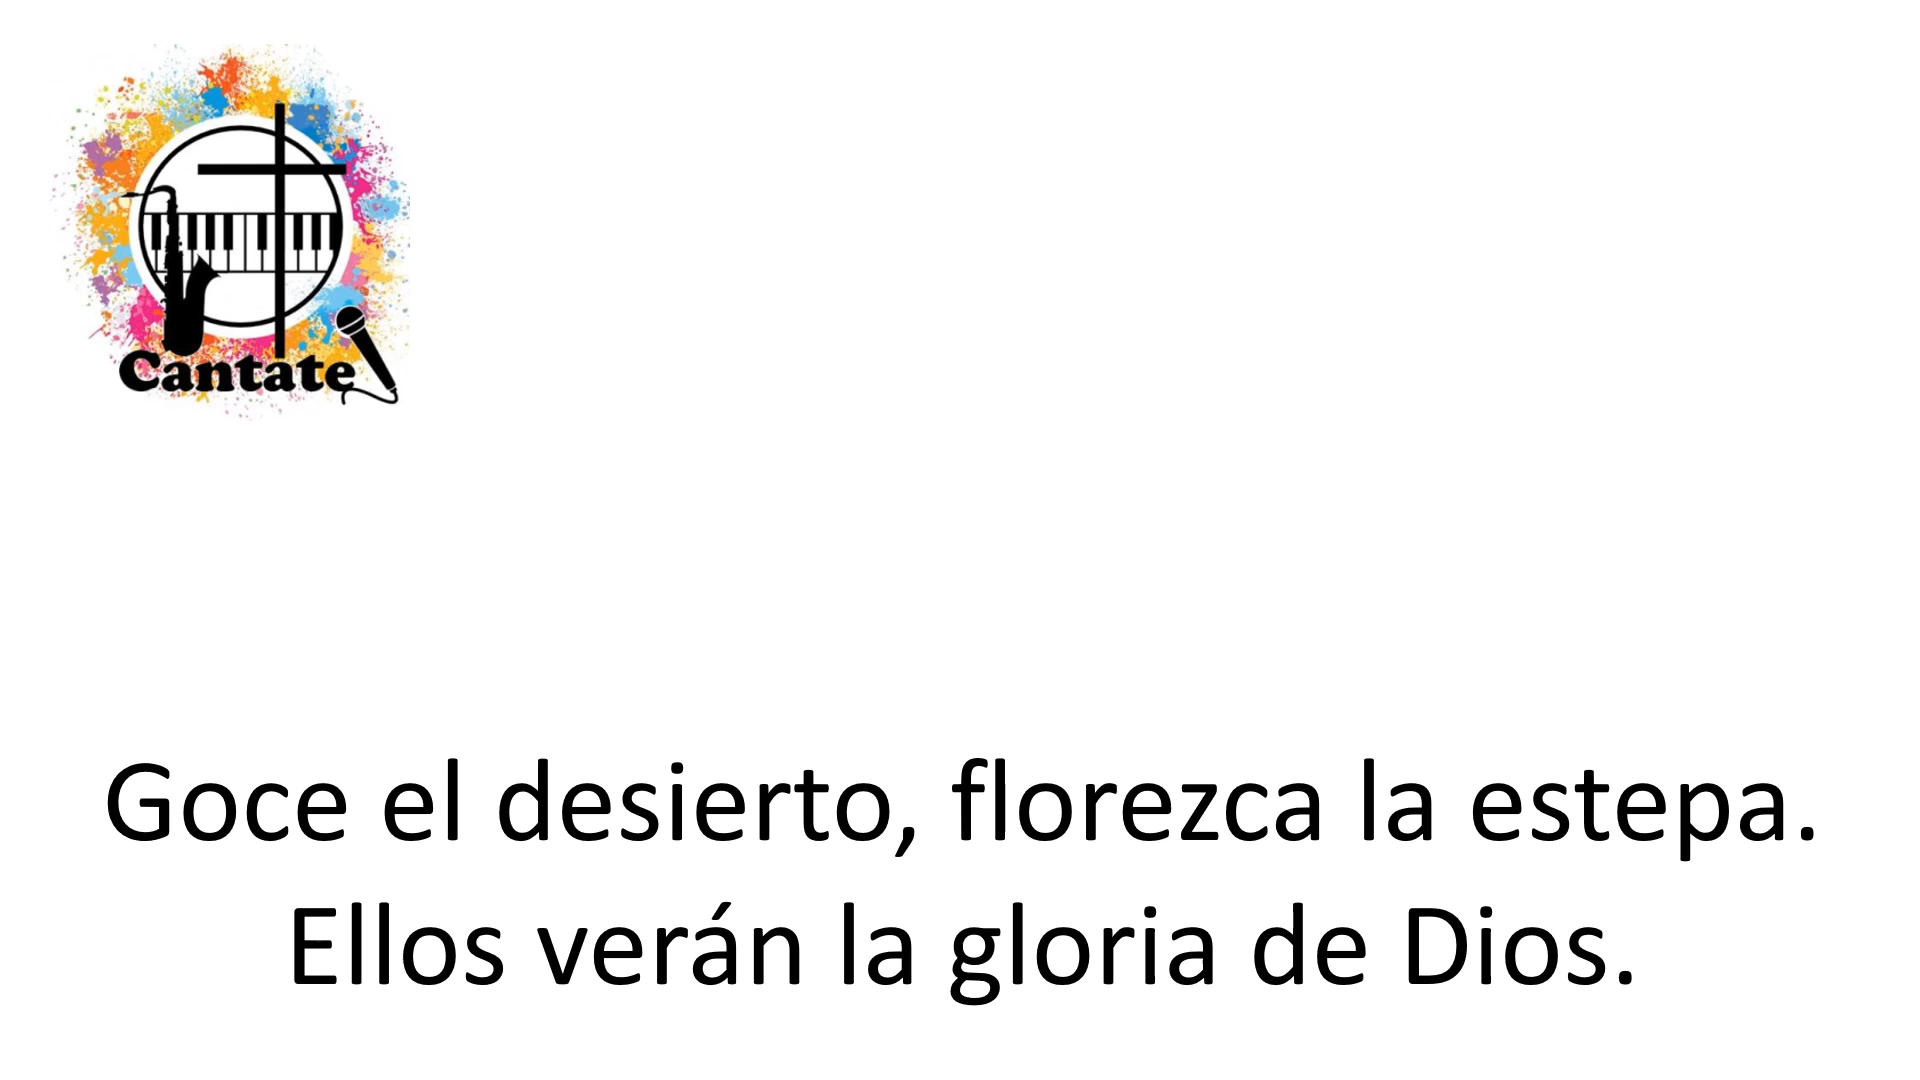 Cantate
Goce el desierto, florezca la estepa.
Ellos verán la gloria de Dios.